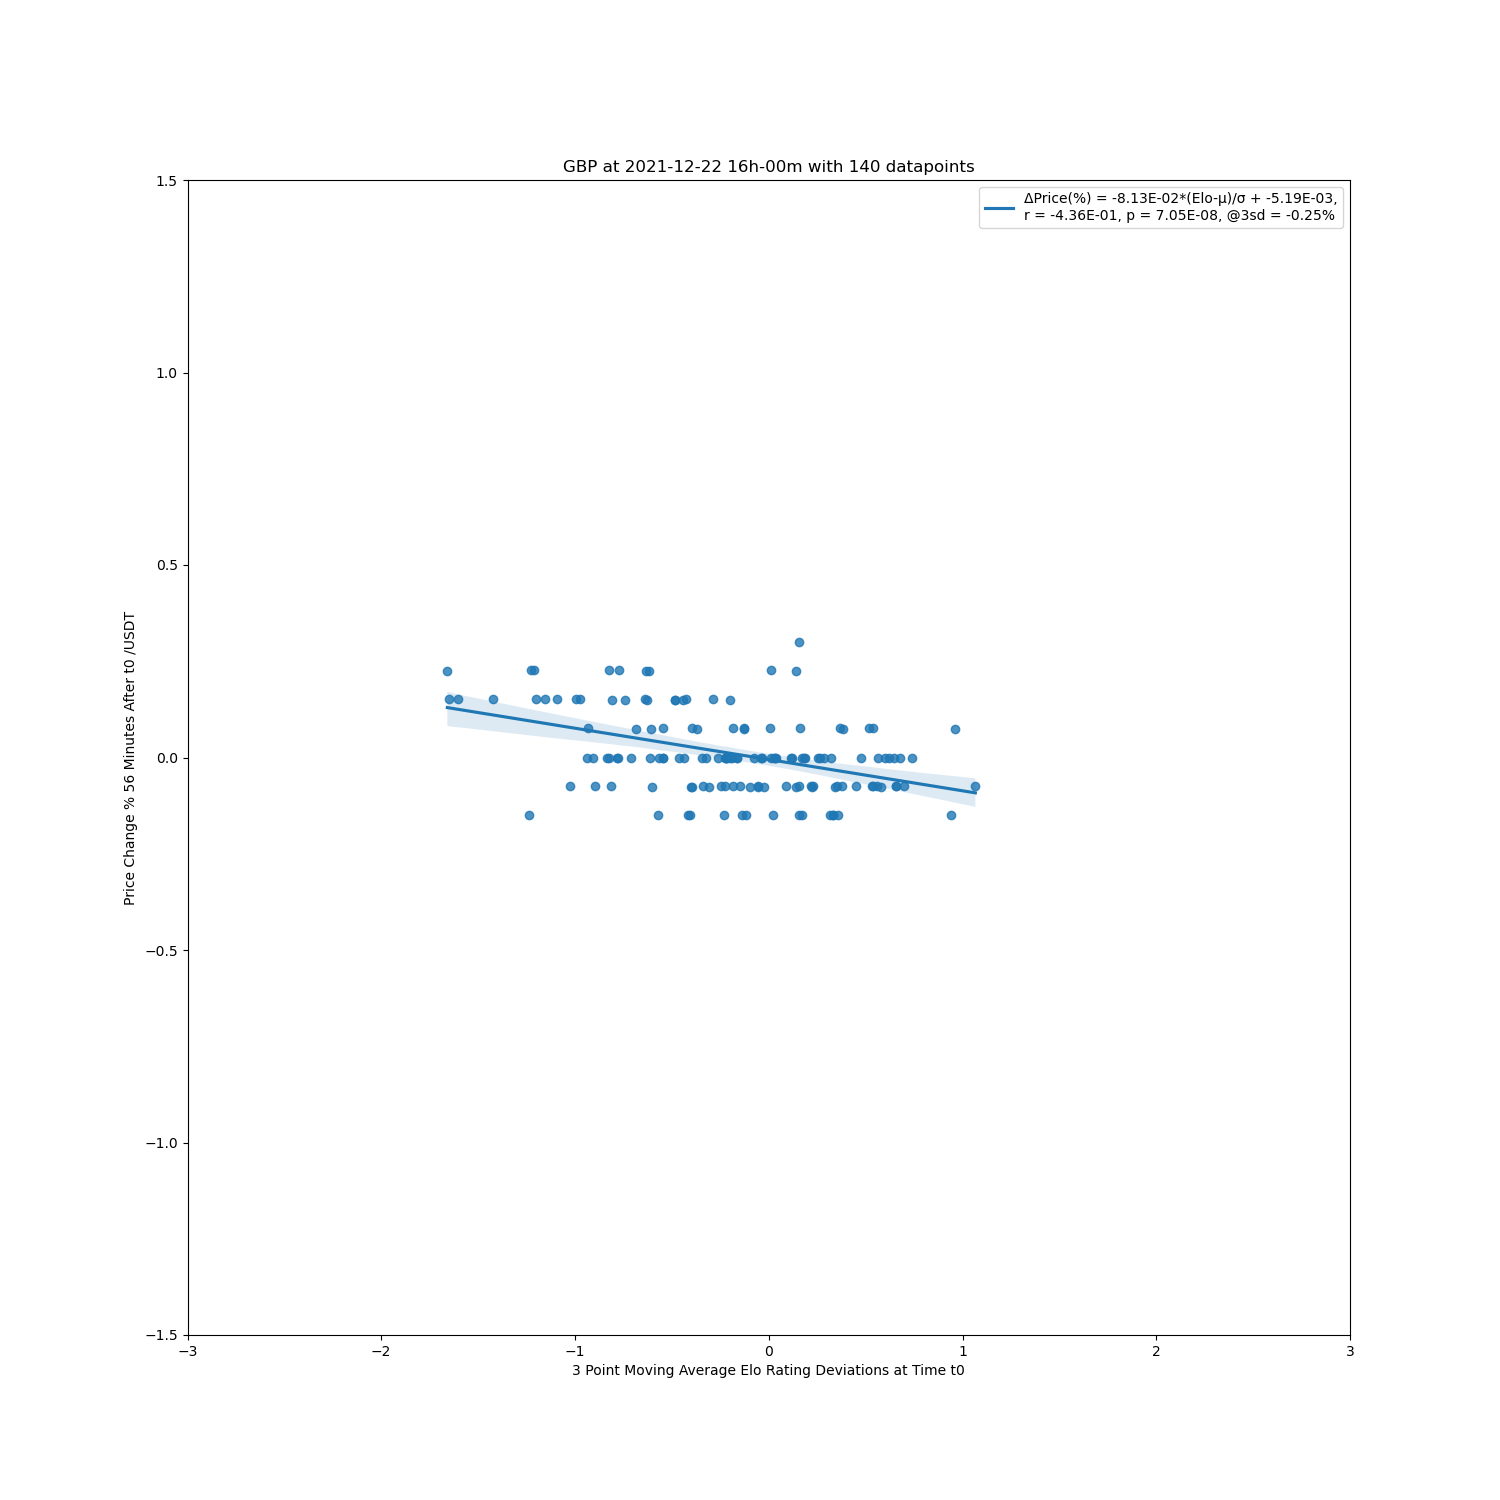 GBP at 2021-12-22 16h-00m with 140 datapoints
ΔPrice(%) = -8.13E-02*(Elo-μ)/σ + -5.19E-03,
r = -4.36E-01, p = 7.05E-08, @3sd = -0.25%
1.5
1.0
0.5
0.0
−0.5
−1.0
−1.5
Price Change % 56 Minutes After t0 /USDT
−3
−2
−1
0
1
2
3
3 Point Moving Average Elo Rating Deviations at Time t0